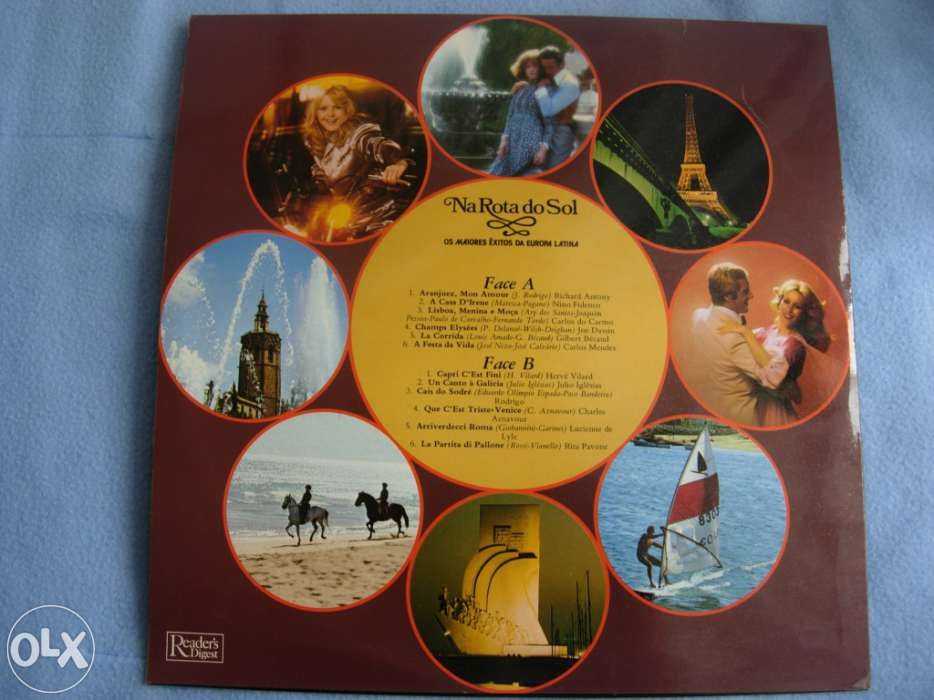 Na Rota do Sol
OS MAIORES ÊXITOS DA EUROPA LATINA
Face A
1. Aranjuez, Mon Amour (J. Rodrigo) Richard Antony
2. A Casa D'Irene (Maresca-Pagano) Nino Fidenco
3. Lisboa, Menina e Moça (Ary dos Santos-Joaquim
Pessoa-Paulo de Carvalho-Fernando Tordo) Carlos do Carmo
4. Champs Elysées (P. Delanoé-Wilsh-Deighan) Joe Dassin
5. La Corrida (Louis Amade-G. Bécaud) Gilbert Bécaud
6. A Festa da Vida (José Niza-José Calvário) Carlos Mendes
Face B
1. Capri C'Est Fini (H. Vilard) Hervé Vilard
2. Un Canto à Galicia (Julio Iglésias) Julio Iglésias
3. Cais do Sodré (Eduardo Olímpio Espada-Paco Bandeira)
Rodrigo
4. Que C'Est Triste-Venice (C. Aznavour) Charles
Aznavour
5. Arriverdecci Roma (Giobannini-Garinei) Lucienne de
Lyle
6. La Partita di Pallone (Rossi-Vianello) Rita Pavone
Reader's
Digest
OLX